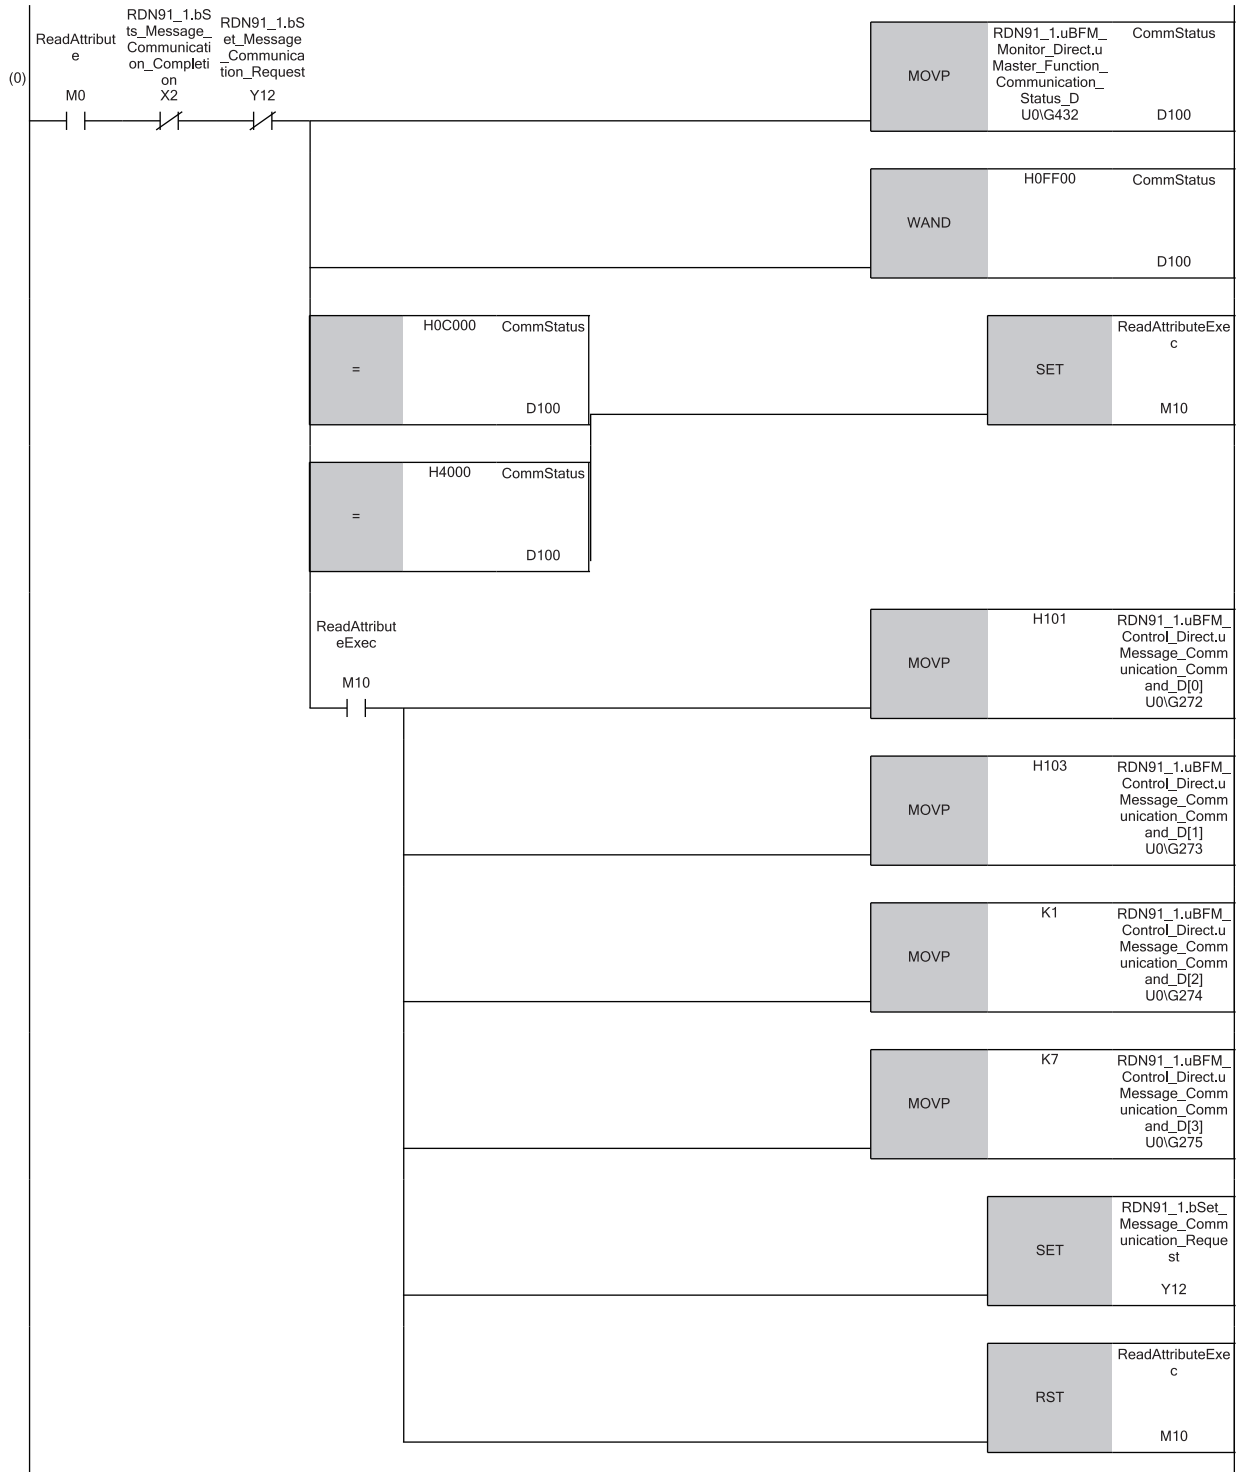 (0)
ReadAttribut
e
M0
RDN91_1.bS
ts_Message_
Communicati
on_Completi
on
X2
RDN91_1.bS
et_Message
_Communica
tion_Request
Y12
MOVP
RDN91_1.uBFM_
Monitor_Direct.u
Master_Function_
Communication_
Status_D
U0\G432
CommStatus
D100
WAND
H0FF00
CommStatus
D100
=
H0C000
CommStatus
D100
SET
ReadAttributeExe
c
M10
=
H4000
CommStatus
D100
ReadAttribut
eExec
M10
MOVP
H101
RDN91_1.uBFM_
Control_Direct.u
Message_Comm
unication_Comm
and_D[0]
U0\G272
MOVP
H103
RDN91_1.uBFM_
Control_Direct.u
Message_Comm
unication_Comm
and_D[1]
U0\G273
MOVP
K1
RDN91_1.uBFM_
Control_Direct.u
Message_Comm
unication_Comm
and_D[2]
U0\G274
MOVP
K7
RDN91_1.uBFM_
Control_Direct.u
Message_Comm
unication_Comm
and_D[3]
U0\G275
SET
RDN91_1.bSet_
Message_Comm
unication_Reque
st
Y12
RST
ReadAttributeExe
c
M10